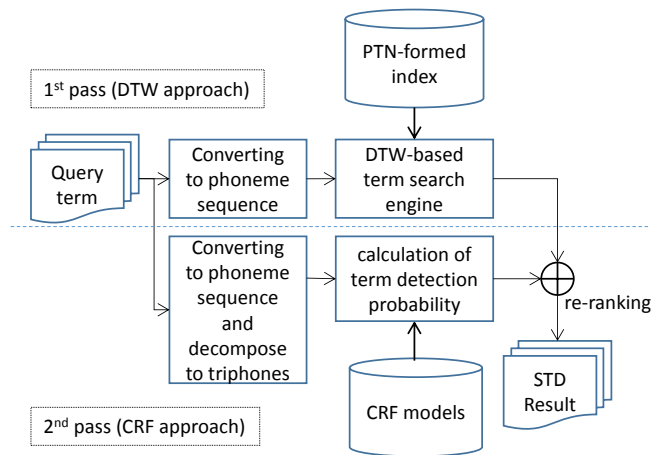 PTN-formed
index
1st pass (DTW approach)
Query
term
Converting
to phoneme
sequence
DTW-based
term search
engine
Converting
to phoneme
sequence
and
decompose
to triphones
calculation of
term detection
probability
re-ranking
CRF models
STD
Result
2nd pass (CRF approach)